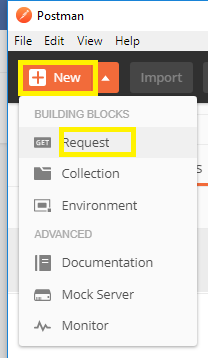 Postman
File Edit View Help
New Import
BUILDING BLOCKS
GET Request
Collection
Environment
ADVANCED
Documentation
Mock Server
Monitor